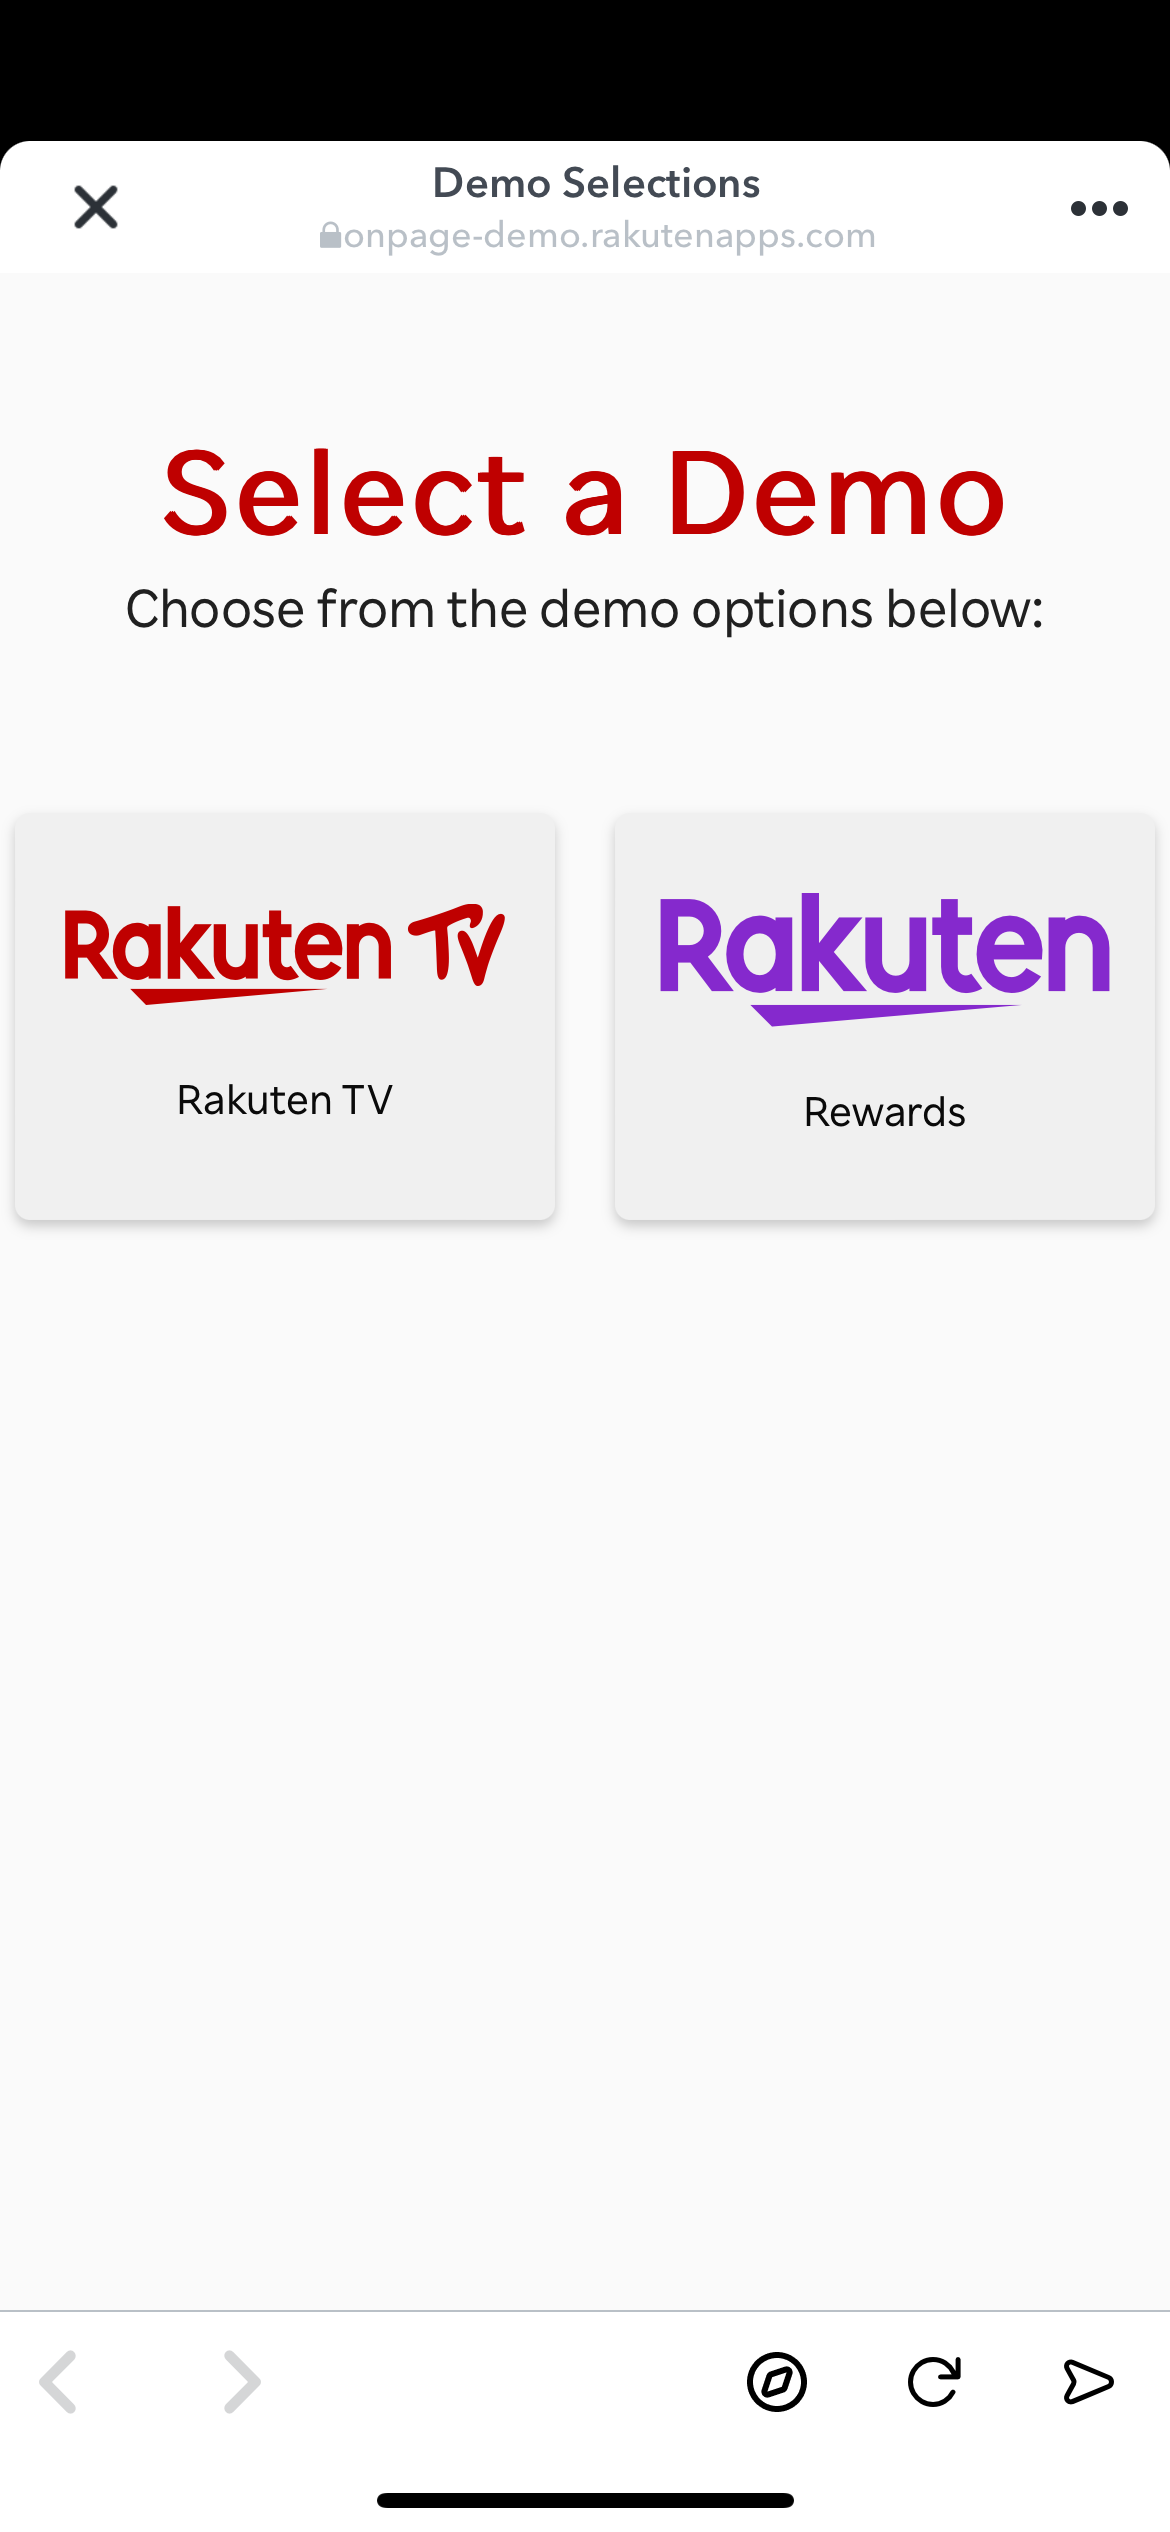 Demo Selections
onpage-demo.rakutenapps.com
Select a Demo
Choose from the demo options below:
Rakuten TV
Rakuten
Rakuten TV
Rewards